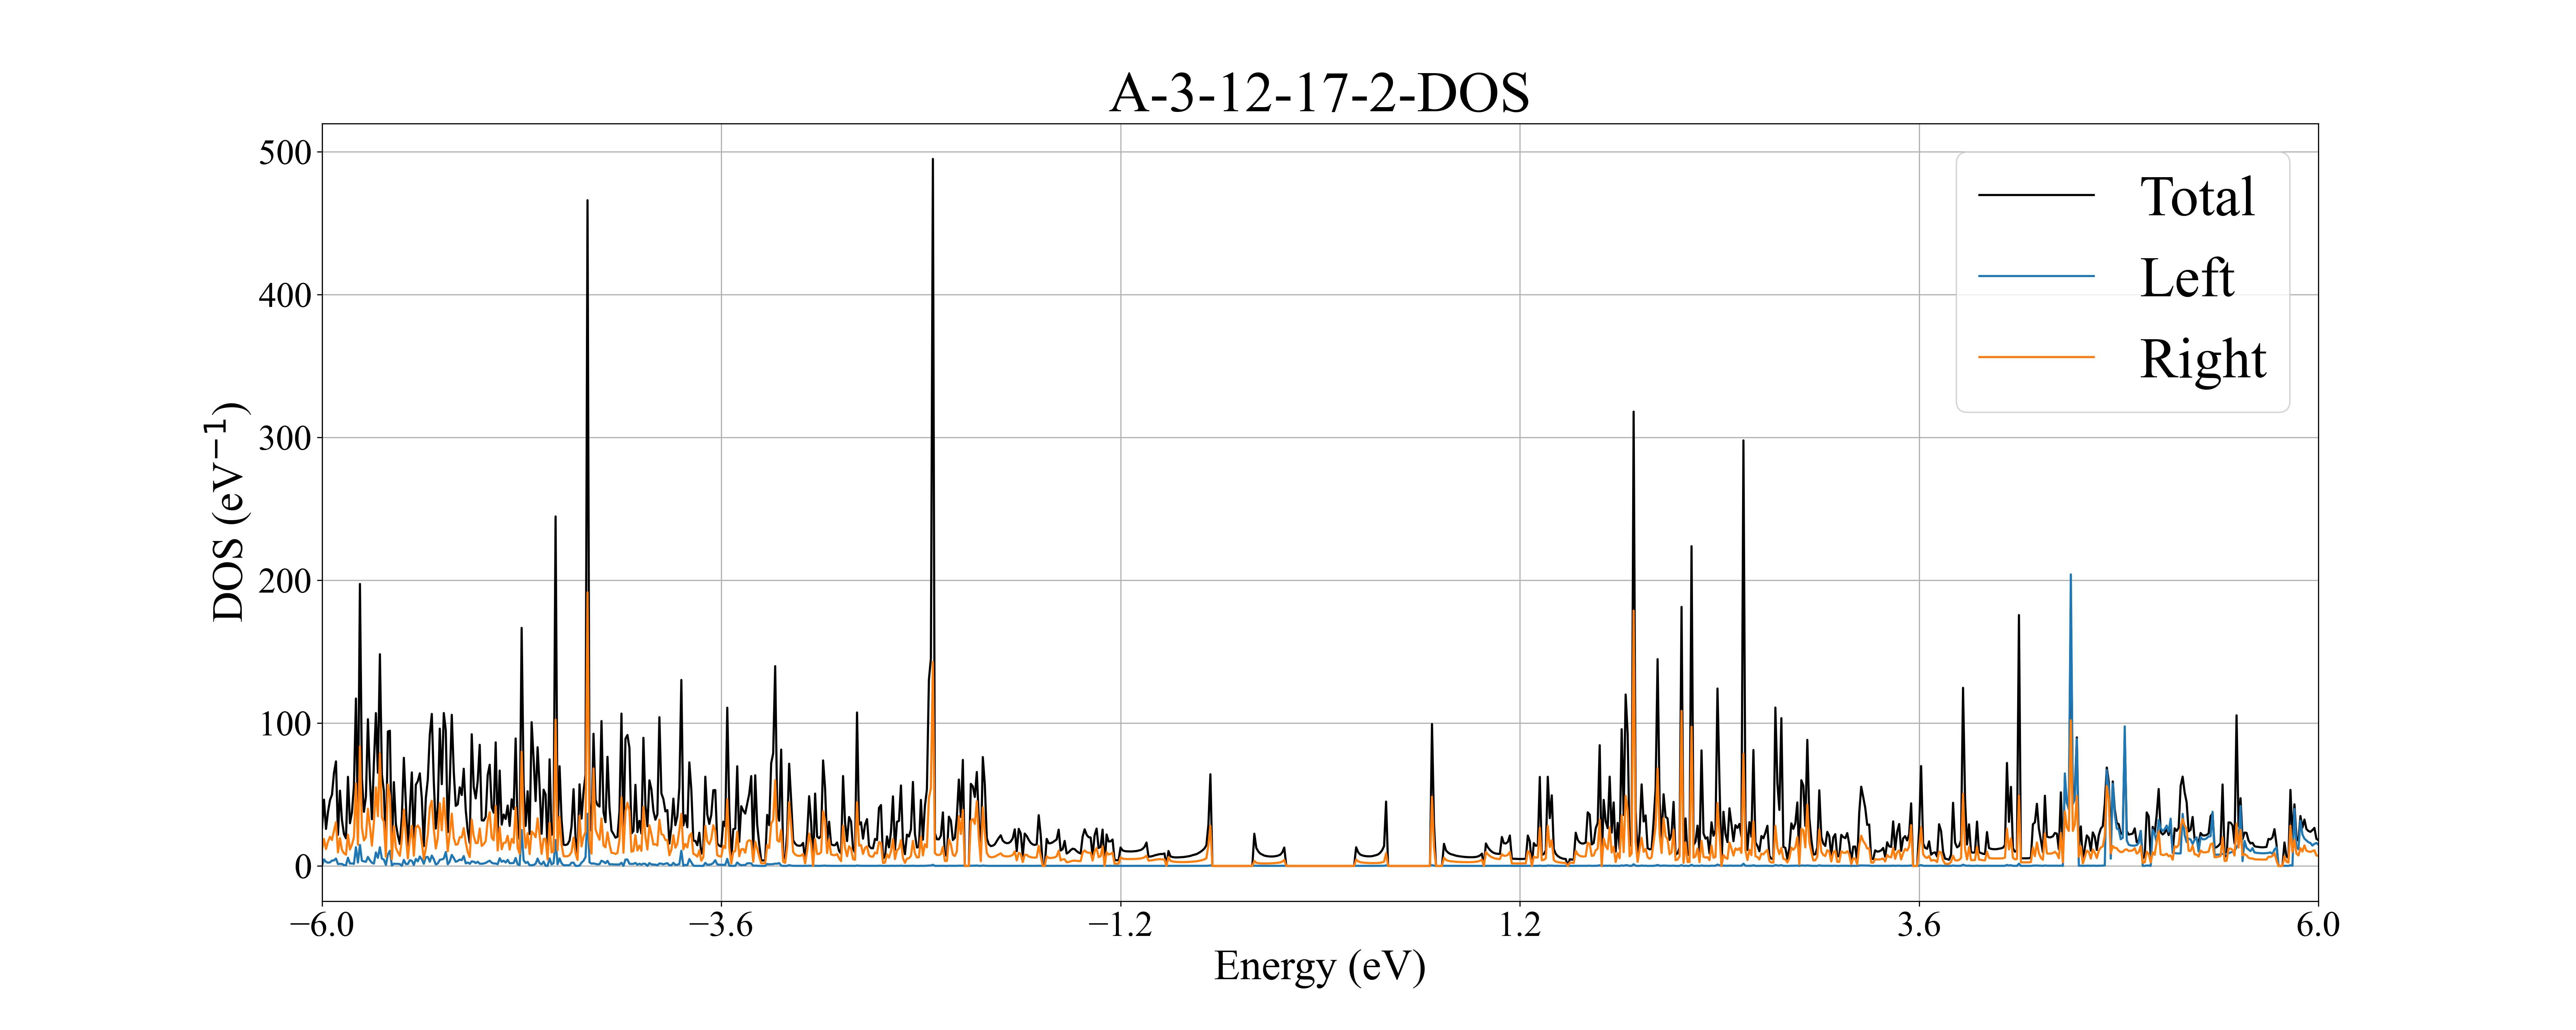 A-3-12-17-2-DOS
500
400
300
200
100
0
DOS (eV⁻¹)
Total
Left
Right
−6.0
−3.6
−1.2
1.2
3.6
6.0
Energy (eV)